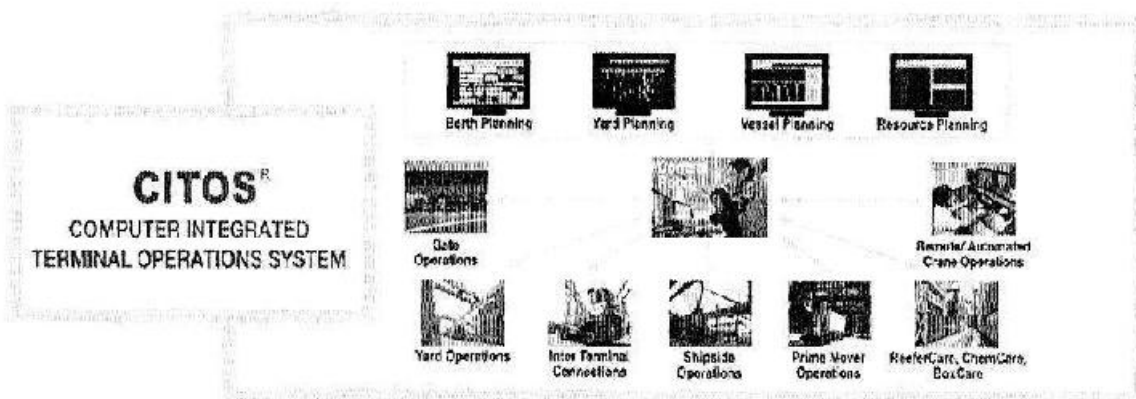 CITOS®
COMPUTER INTEGRATED
TERMINAL OPERATIONS SYSTEM
Berth Planning
Yard Planning
Vessel Planning
Resource Planning
Gate
Operations
Remote/ Automated
Crane Operations
Yard Operations
Inter Terminal
Connections
Shipside
Operations
Prime Mover
Operations
ReeferCare, ChemCare,
BoxCare